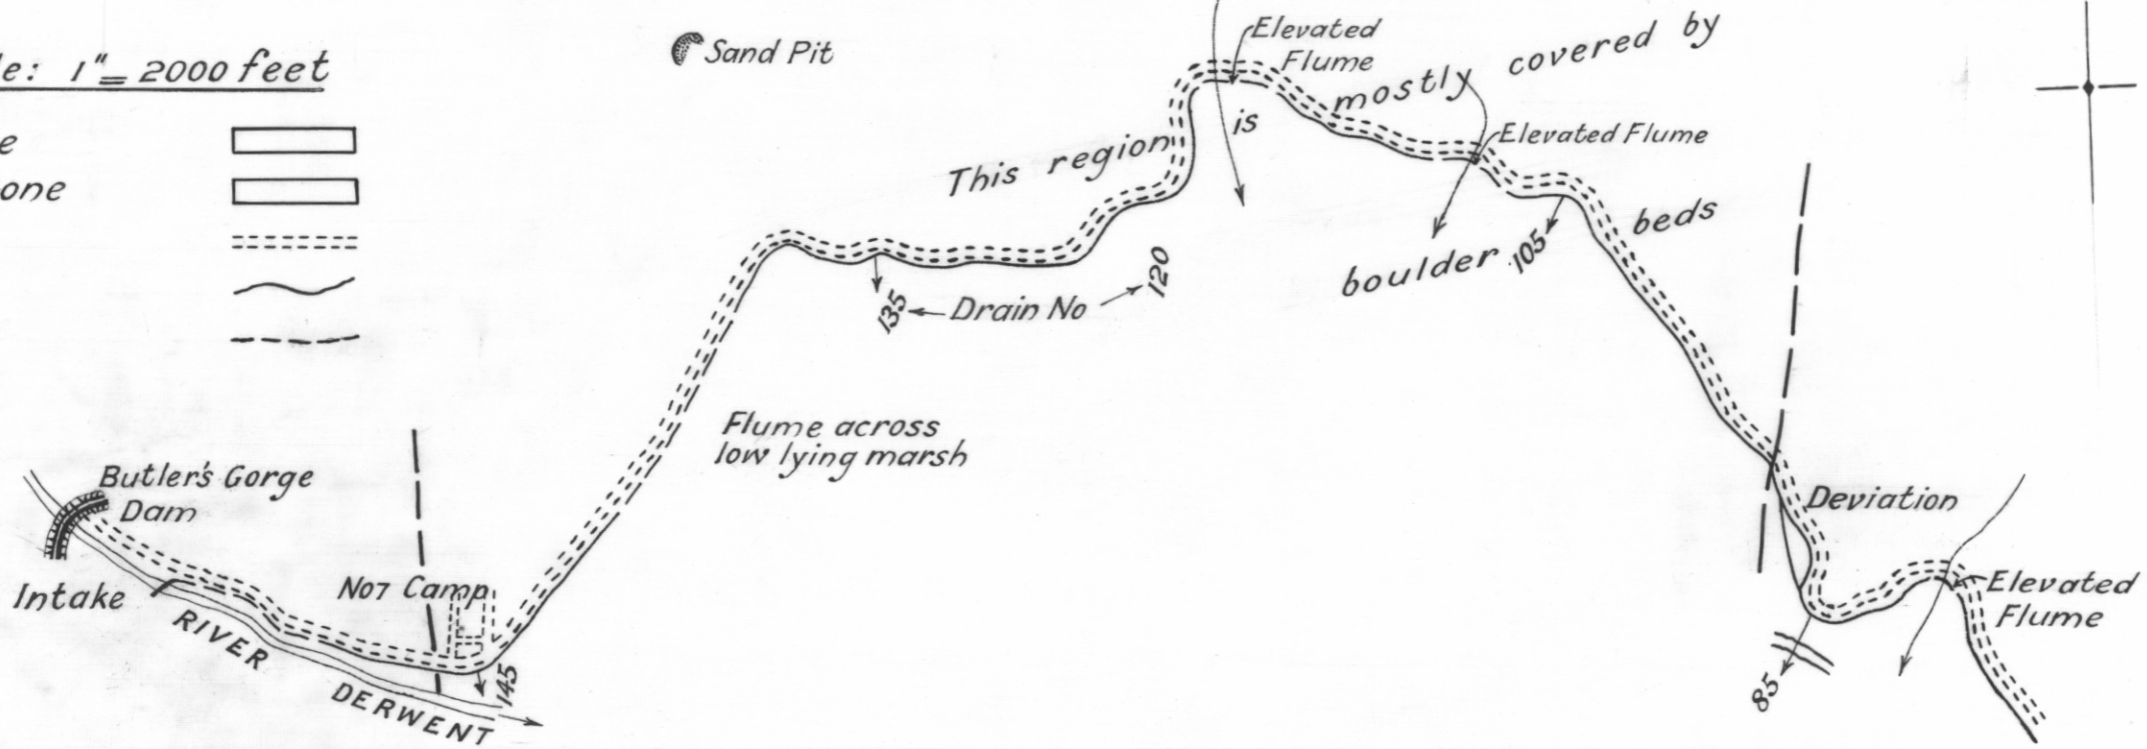 le: 1" = 2000 feet
e
one
Sand Pit
Elevated
Flume
This region is mostly covered by
boulder beds
Elevated Flume
105
120
135
Drain No
Flume across
low lying marsh
Butler's Gorge
Dam
Intake
No7 Camp
RIVER DERWENT
145
Deviation
Elevated
Flume
85